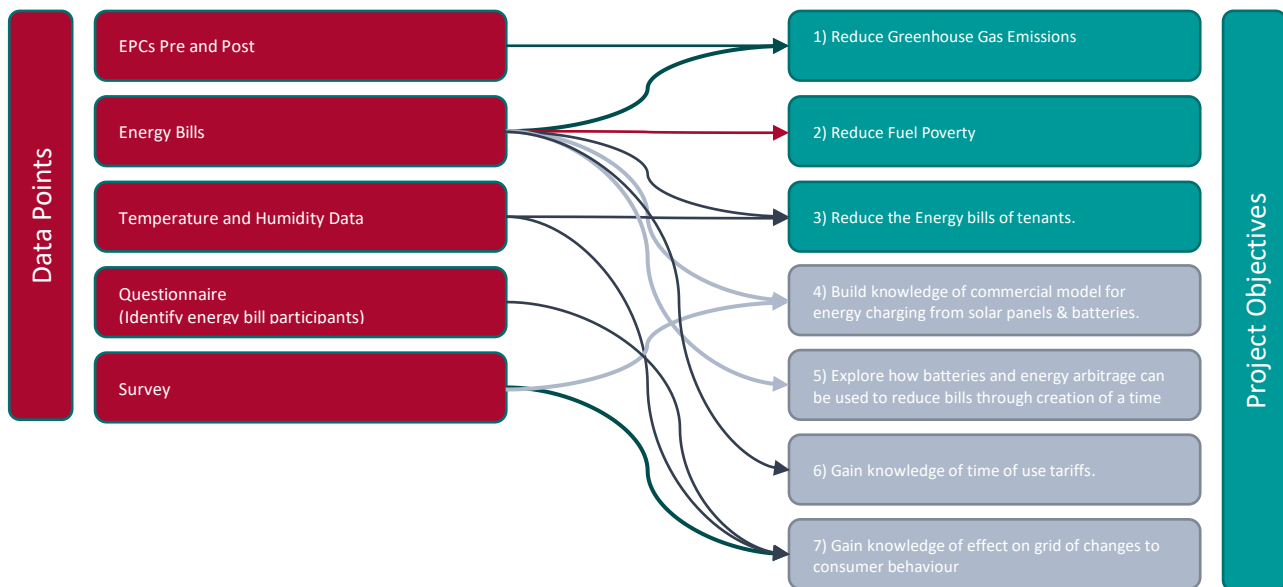 Data Points
EPCs Pre and Post
Energy Bills
Temperature and Humidity Data
Questionnaire
(Identify energy bill participants)
Survey
1) Reduce Greenhouse Gas Emissions
2) Reduce Fuel Poverty
3) Reduce the Energy bills of tenants.
4) Build knowledge of commercial model for
energy charging from solar panels & batteries.
5) Explore how batteries and energy arbitrage can
be used to reduce bills through creation of a time
6) Gain knowledge of time of use tariffs.
7) Gain knowledge of effect on grid of changes to
consumer behaviour
Project Objectives